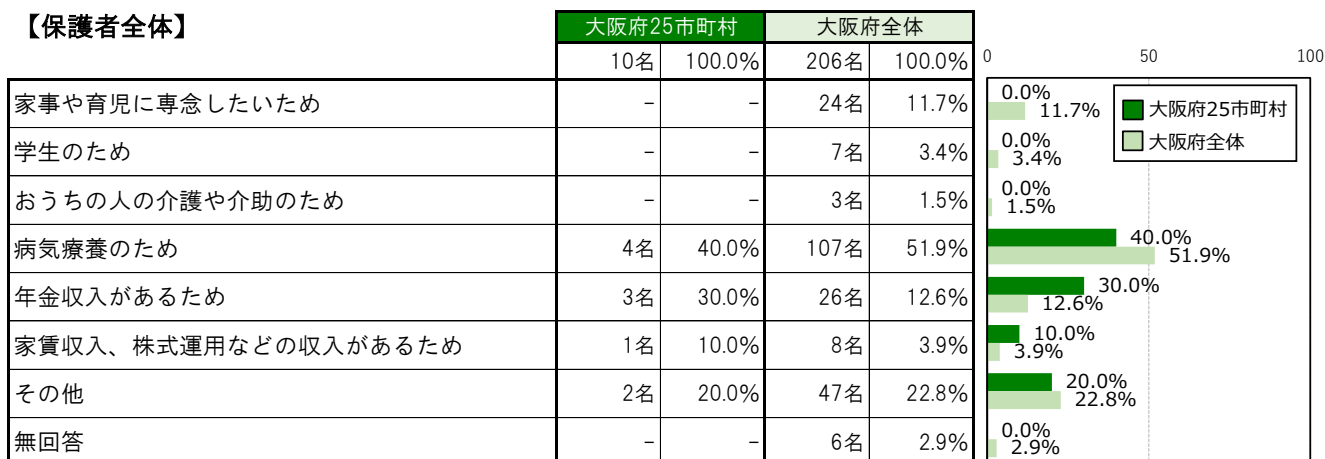 【保護者全体】
大阪府25市町村 大阪府全体
10名 100.0% 206名 100.0%
0 50 100
家事や育児に専念したいため − − 24名 11.7%
0.0%
11.7%
大阪府25市町村
大阪府全体
学生のため − − 7名 3.4%
0.0%
3.4%
おうちの人の介護や介助のため − − 3名 1.5%
0.0%
1.5%
病気療養のため 4名 40.0% 107名 51.9%
40.0%
51.9%
年金収入があるため 3名 30.0% 26名 12.6%
30.0%
12.6%
家賃収入、株式運用などの収入があるため 1名 10.0% 8名 3.9%
10.0%
3.9%
その他 2名 20.0% 47名 22.8%
20.0%
22.8%
無回答 − − 6名 2.9%
0.0%
2.9%